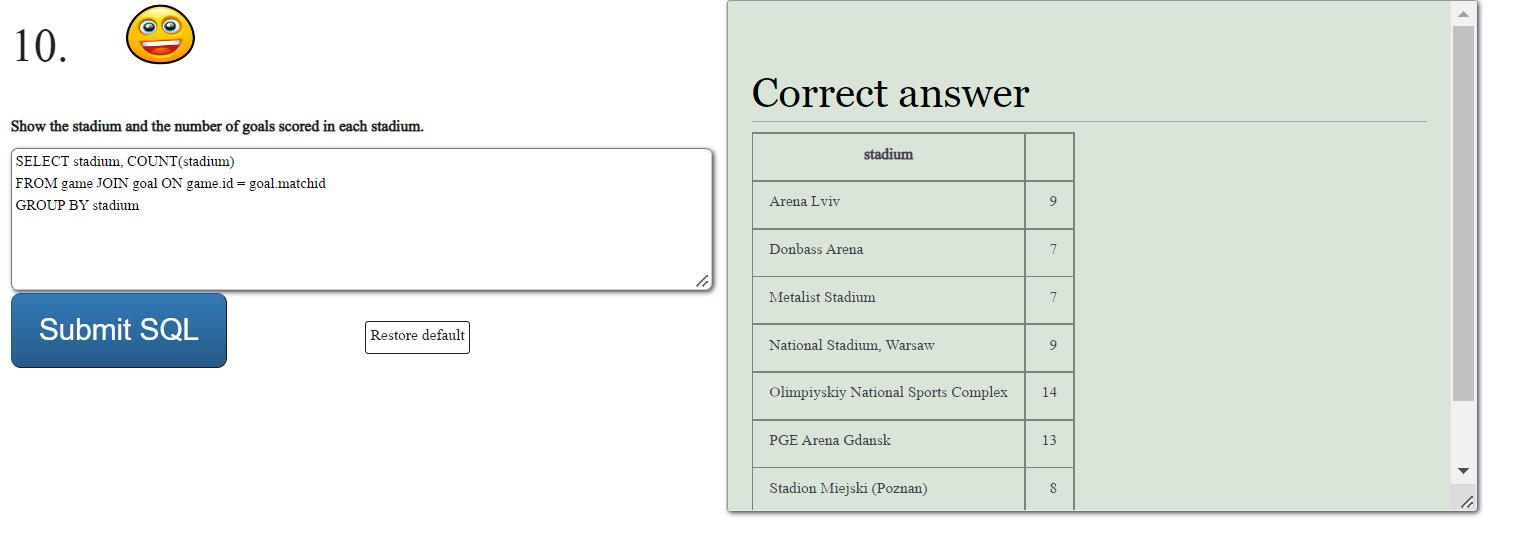 10.
Show the stadium and the number of goals scored in each stadium.
SELECT stadium, COUNT(stadium)
FROM game JOIN goal ON game.id = goal.matchid
GROUP BY stadium
Submit SQL
Restore default
Correct answer
stadium
Arena Lviv 9
Donbass Arena 7
Metalist Stadium 7
National Stadium, Warsaw 9
Olimpiyskiy National Sports Complex 14
PGE Arena Gdansk 13
Stadion Miejski (Poznan) 8